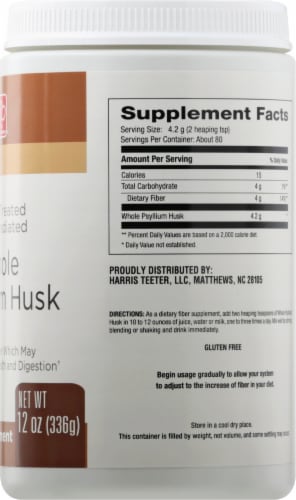 Treated
ole
n Husk
Which May
and Digestion†
NET WT
12 oz (336g)
Supplement Facts
Serving Size: 4.2 g (2 heaping tsp)
Servings Per Container: About 80
Amount Per Serving % Daily Value
Calories 15
Total Carbohydrate 4 g
Dietary Fiber 4 g
Whole Psyllium Husk 4.2 g
** Percent Daily Values are based on a 2,000 calorie diet
* Daily Value not established.
PROUDLY DISTRIBUTED BY:
HARRIS TEETER, LLC, MATTHEWS, NC 28105
DIRECTIONS: As a dietary fiber supplement, add two heaping teaspoons of Whole
Husk in 10 to 12 ounces of juice, water or milk, one to three times a day. Mix well by stirring,
blending or shaking and drink immediately.
GLUTEN FREE
Begin usage gradually to allow your system
to adjust to the increase of fiber in your diet.
Store in a cool dry place.
This container is filled by weight, not volume, and some settling may